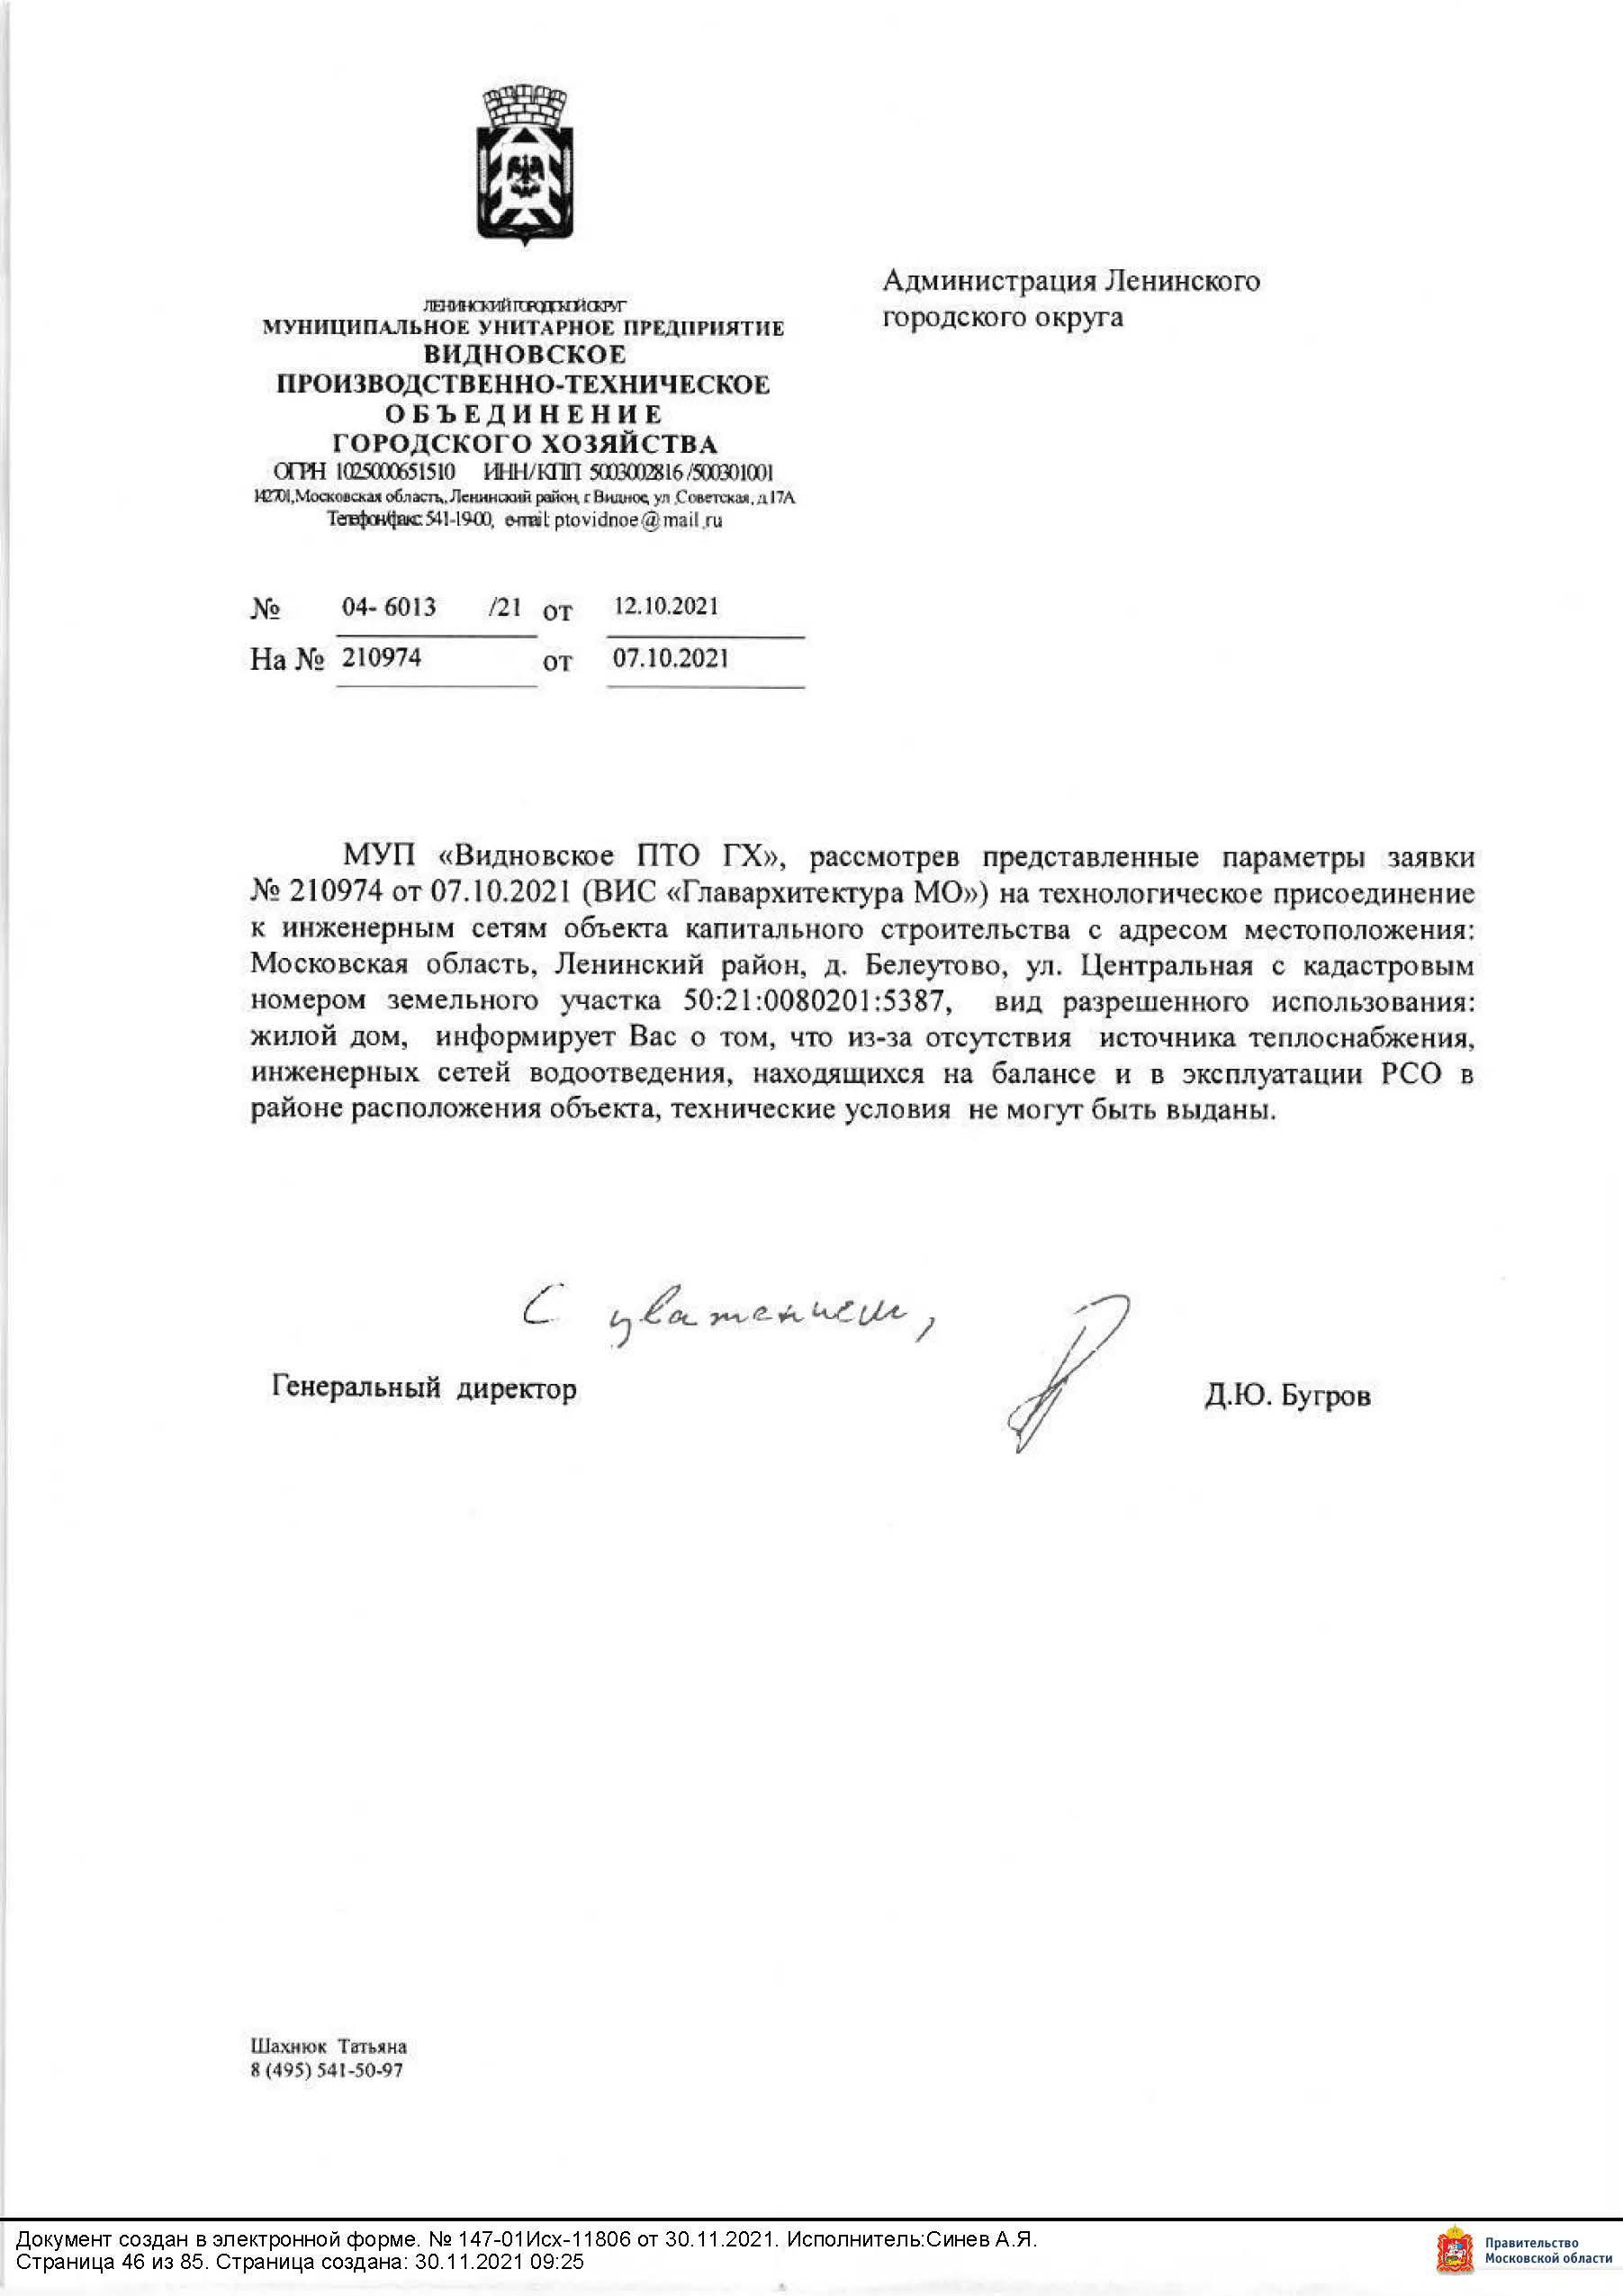 ЛЕНИНСКИЙ ГОРОДСКОЙ ОКРУГ
МУНИЦИПАЛЬНОЕ УНИТАРНОЕ ПРЕДПРИЯТИЕ
ВИДНОВСКОЕ
ПРОИЗВОДСТВЕННО-ТЕХНИЧЕСКОЕ
ОБЪЕДИНЕНИЕ
ГОРОДСКОГО ХОЗЯЙСТВА
ОГРН 1025000651510 ИНН/КПП 5003002816/500301001
142701, Московская область, Ленинский район, г. Видное, ул. Советская, д.17А
Телефон/факс: 541-19-00, e-mail: ptovidnoe@mail.ru
Администрация Ленинского
городского округа
№ 04- 6013 /21 от 12.10.2021
На № 210974 от 07.10.2021
МУП «Видновское ПТО ГХ», рассмотрев представленные параметры заявки
№ 210974 от 07.10.2021 (ВИС «Главархитектура МО») на технологическое присоединение
к инженерным сетям объекта капитального строительства с адресом местоположения:
Московская область, Ленинский район, д. Белеутово, ул. Центральная с кадастровым
номером земельного участка 50:21:0080201:5387, вид разрешенного использования:
жилой дом, информирует Вас о том, что из-за отсутствия источника теплоснабжения,
инженерных сетей водоотведения, находящихся на балансе и в эксплуатации РСО в
районе расположения объекта, технические условия не могут быть выданы.
С уважением,
Генеральный директор Д.Ю. Бугров
Шахнюк Татьяна
8 (495) 541-50-97
Документ создан в электронной форме. № 147-01Исх-11806 от 30.11.2021. Исполнитель:Синев А.Я.
Страница 46 из 85. Страница создана: 30.11.2021 09:25
Правительство
Московской области